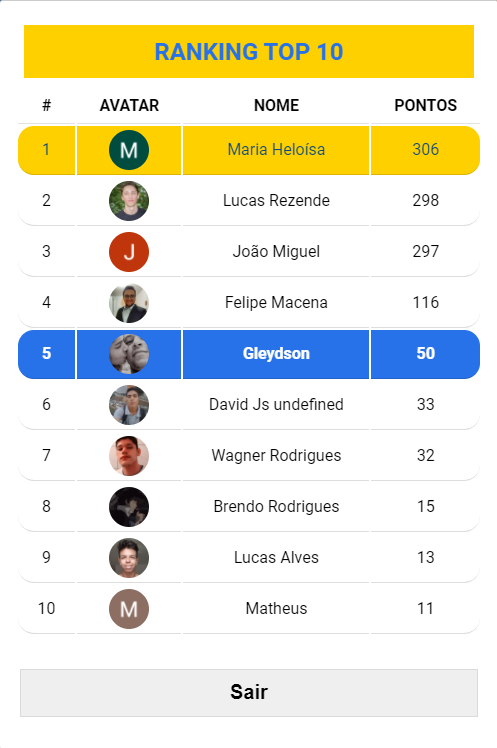 RANKING TOP 10
# AVATAR NOME PONTOS
1 M Maria Heloísa 306
2 Lucas Rezende 298
3 J João Miguel 297
4 Felipe Macena 116
5 Gleydson 50
6 David Js undefined 33
7 Wagner Rodrigues 32
8 Brendo Rodrigues 15
9 Lucas Alves 13
10 M Matheus 11
Sair